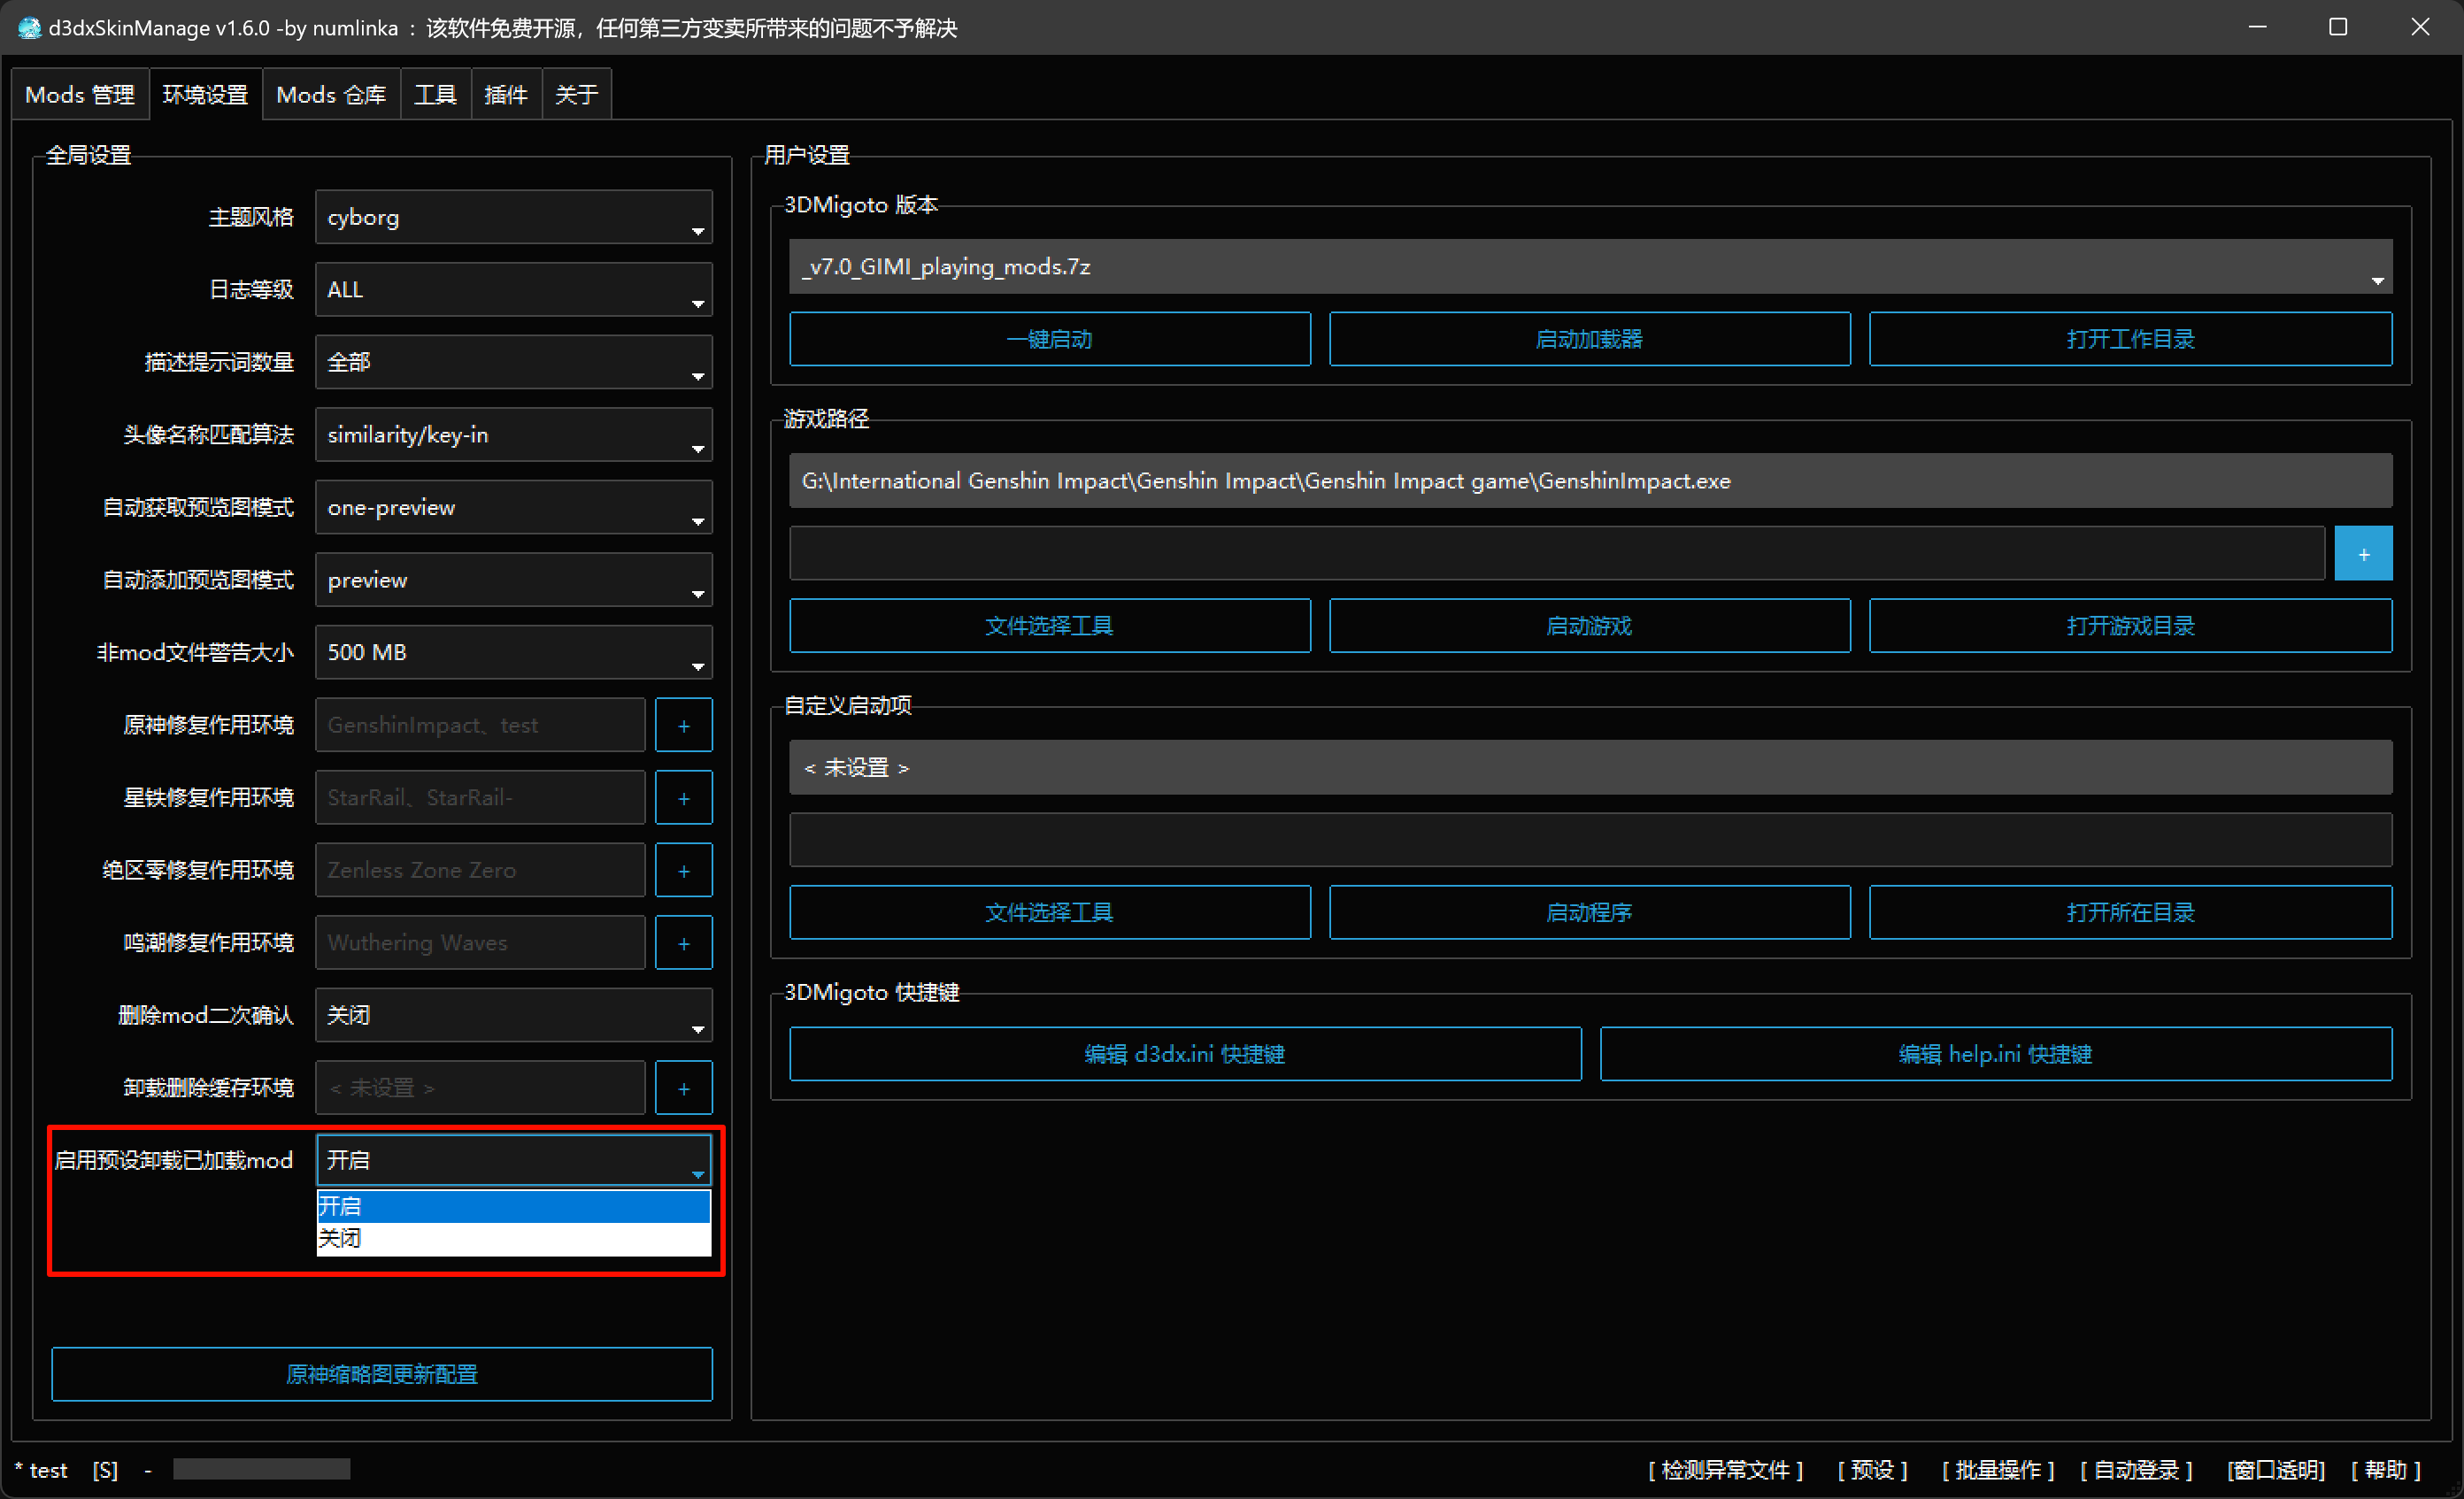 d3dxSkinManage v1.6.0 -by numlinka : 该软件免费开源，任何第三方变卖所带来的问题不予解决
Mods 管理 环境设置 Mods 仓库 工具 插件 关于
全局设置
主题风格 cyborg
日志等级 ALL
描述提示词数量 全部
头像名称匹配算法 similarity/key-in
自动获取预览图模式 one-preview
自动添加预览图模式 preview
非mod文件警告大小 500 MB
原神修复作用环境 GenshinImpact、test +
星铁修复作用环境 StarRail、StarRail- +
绝区零修复作用环境 Zenless Zone Zero +
鸣潮修复作用环境 Wuthering Waves +
删除mod二次确认 关闭
卸载删除缓存环境 < 未设置 > +
启用预设卸载已加载mod 开启
开启
关闭
原神缩略图更新配置
用户设置
3DMigoto 版本
_v7.0_GIMI_playing_mods.7z
一键启动 启动加载器 打开工作目录
游戏路径
G:\International Genshin Impact\Genshin Impact\Genshin Impact game\GenshinImpact.exe
+
文件选择工具 启动游戏 打开游戏目录
自定义启动项
< 未设置 >
文件选择工具 启动程序 打开所在目录
3DMigoto 快捷键
编辑 d3dx.ini 快捷键 编辑 help.ini 快捷键
* test [S] - [ 检测异常文件 ] [ 预设 ] [ 批量操作 ] [ 自动登录 ] [窗口透明] [ 帮助 ]